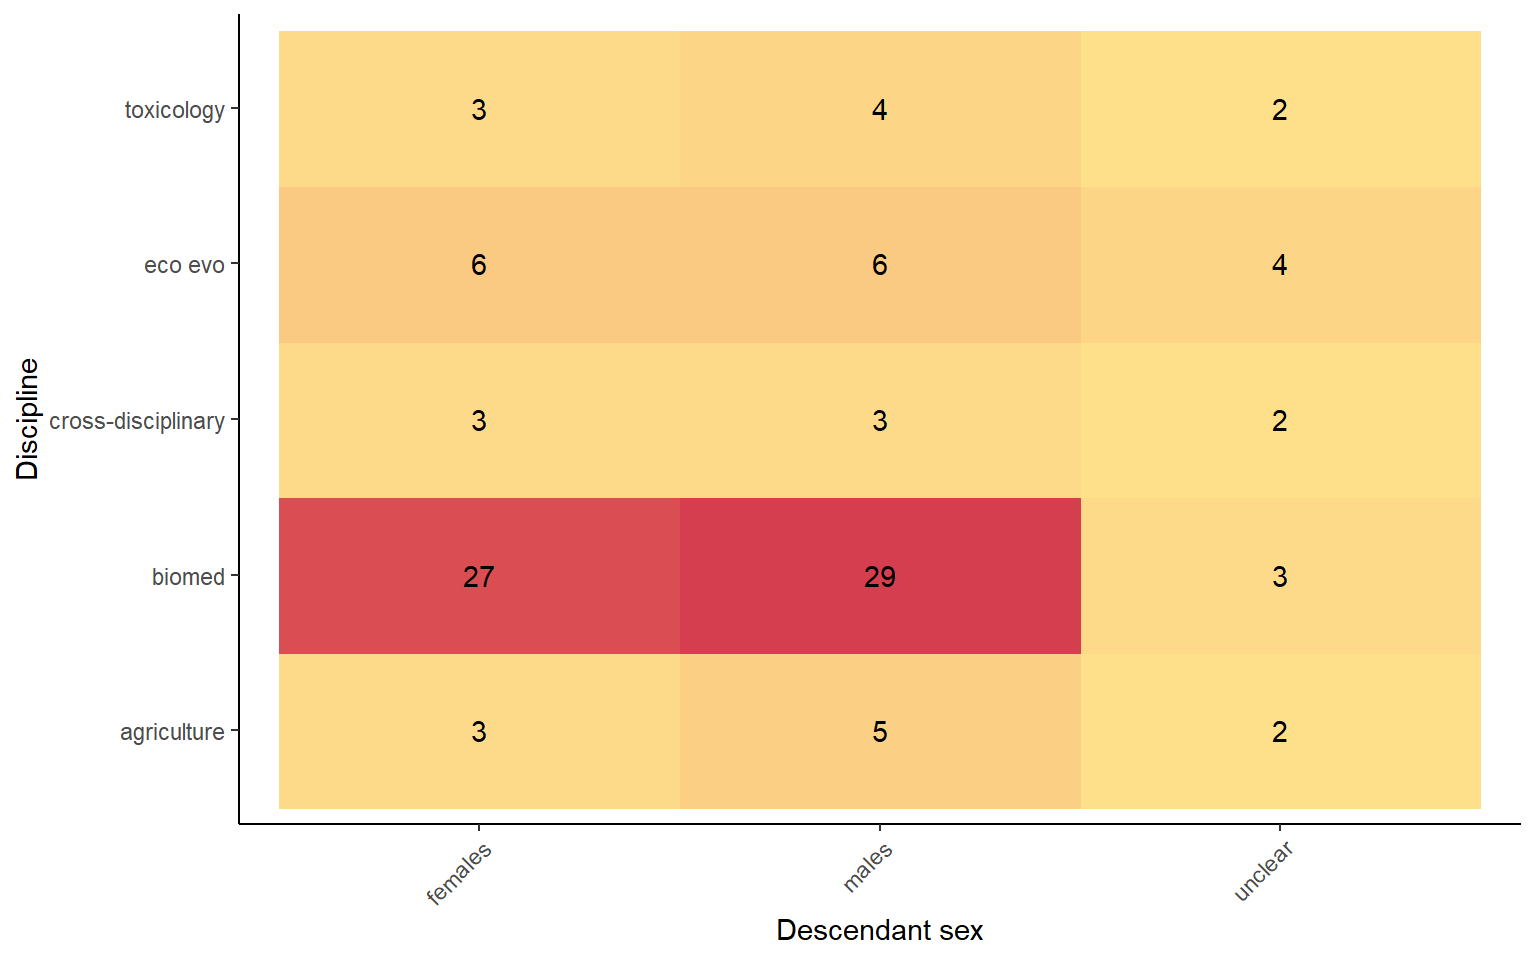 Discipline
toxicology 3 4 2
eco evo 6 6 4
cross-disciplinary 3 3 2
biomed 27 29 3
agriculture 3 5 2
females males unclear
Descendant sex